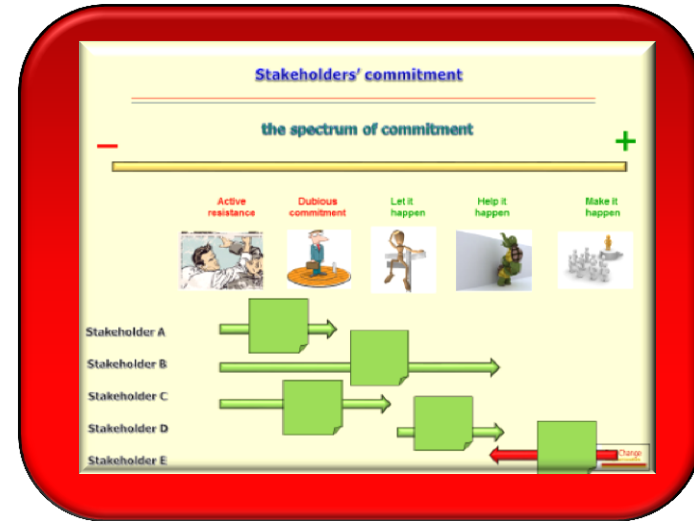 Stakeholders' commitment
the spectrum of commitment
− +
Active resistance
Dubious commitment
Let it happen
Help it happen
Make it happen
Stakeholder A
Stakeholder B
Stakeholder C
Stakeholder D
Stakeholder E
Change